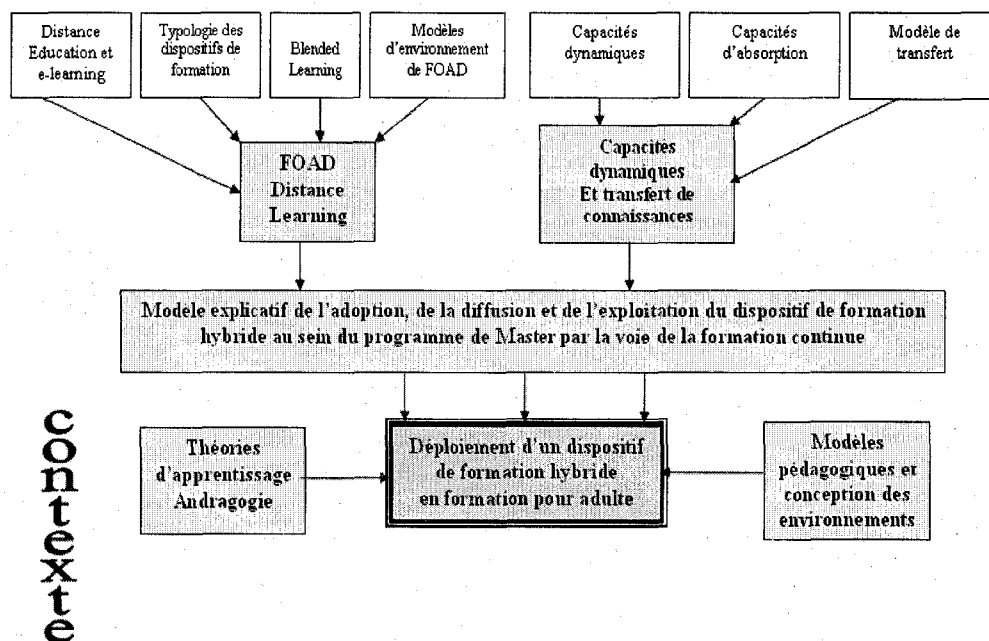 Distance
Education et
e-learning
Typologie des
dispositifs de
formation
Blended
Learning
Modèles
d'environnement
de FOAD
Capacités
dynamiques
Capacités
d'absorption
Modèle de
transfert
FOAD
Distance
Learning
Capacités
dynamiques
Et transfert de
connaissances
Modèle explicatif de l'adoption, de la diffusion et de l'exploitation du dispositif de formation
hybride au sein du programme de Master par la voie de la formation continue
Théories
d'apprentissage
Andragogie
Déploiement d'un dispositif
de formation hybride
en formation pour adulte
Modèles
pédagogiques et
conception des
environnements
contexte